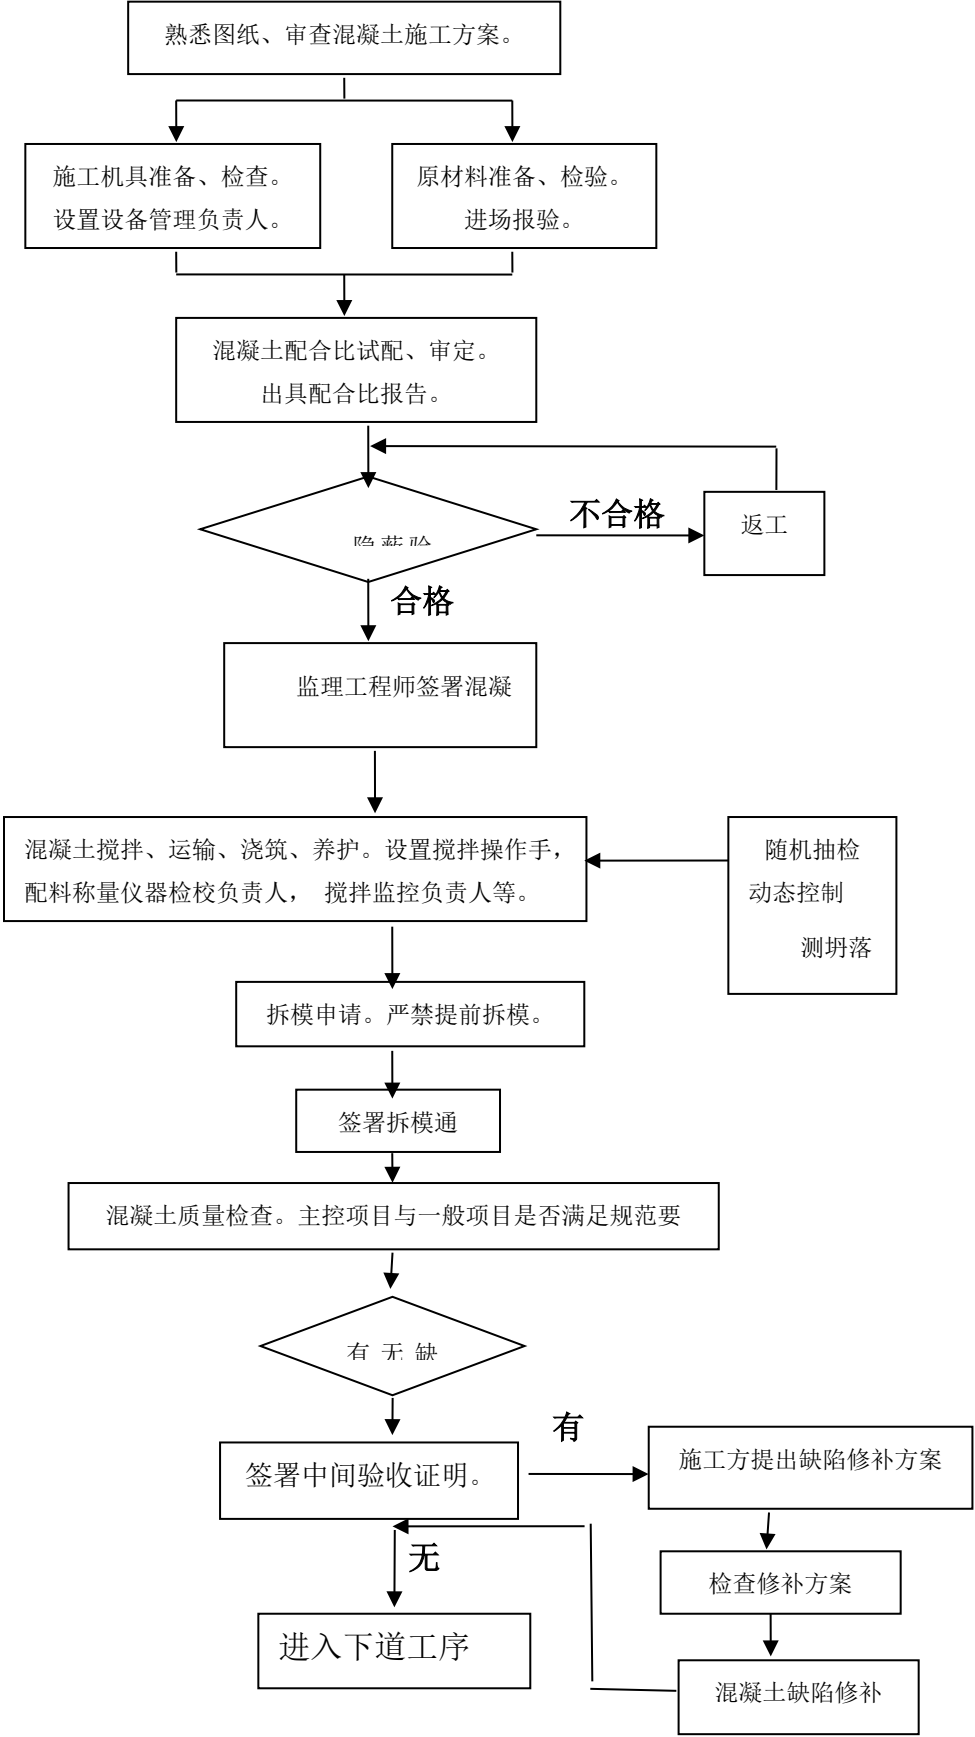 熟悉图纸、审查混凝土施工方案。
施工机具准备、检查。
设置设备管理负责人。
原材料准备、检验。
进场报验。
混凝土配合比试配、审定。
出具配合比报告。
不合格
返工
隐蔽验
合格
监理工程师签署混凝
混凝土搅拌、运输、浇筑、养护。设置搅拌操作手，
配料称量仪器检校负责人， 搅拌监控负责人等。
随机抽检
动态控制
测坍落
拆模申请。严禁提前拆模。
签署拆模通
混凝土质量检查。主控项目与一般项目是否满足规范要
有无缺
签署中间验收证明。
有
施工方提出缺陷修补方案
无
检查修补方案
进入下道工序
混凝土缺陷修补